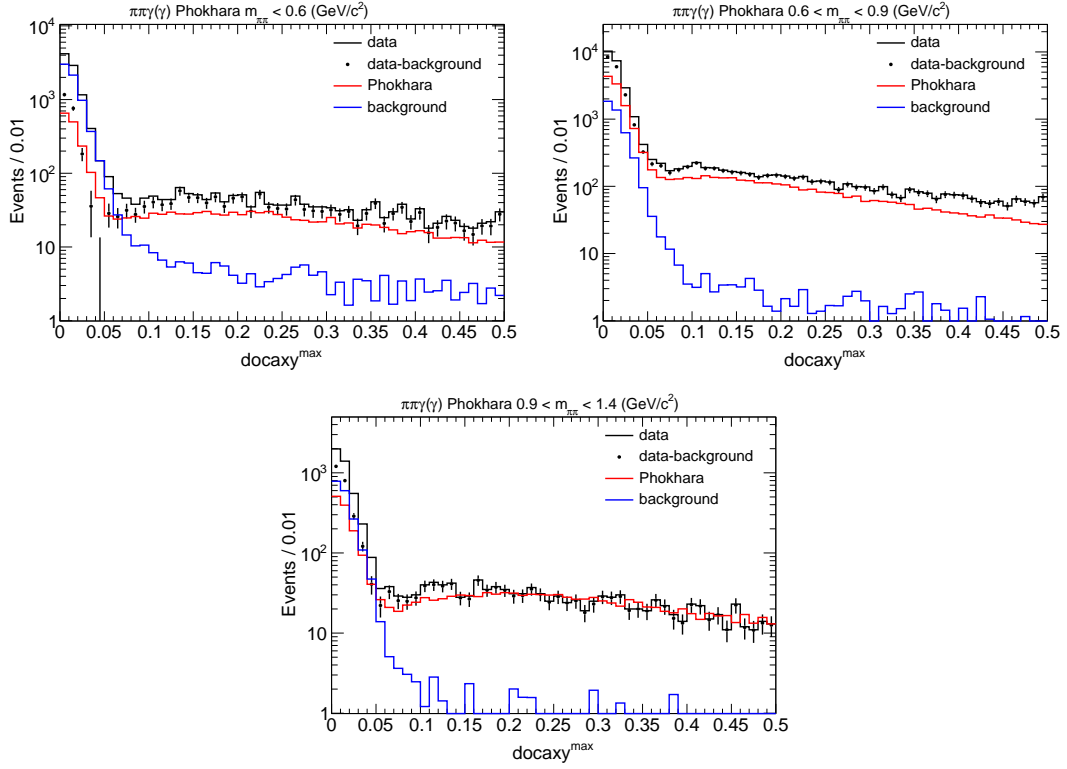 ππγ(γ) Phokhara m_ππ < 0.6 (GeV/c²)
Events / 0.01
10⁴
10³
10²
10
1
data
data-background
Phokhara
background
0 0.05 0.1 0.15 0.2 0.25 0.3 0.35 0.4 0.45 0.5
docaxy^max
ππγ(γ) Phokhara 0.6 < m_ππ < 0.9 (GeV/c²)
Events / 0.01
10⁴
10³
10²
10
1
data
data-background
Phokhara
background
0 0.05 0.1 0.15 0.2 0.25 0.3 0.35 0.4 0.45 0.5
docaxy^max
ππγ(γ) Phokhara 0.9 < m_ππ < 1.4 (GeV/c²)
Events / 0.01
10³
10²
10
1
data
data-background
Phokhara
background
0 0.05 0.1 0.15 0.2 0.25 0.3 0.35 0.4 0.45 0.5
docaxy^max